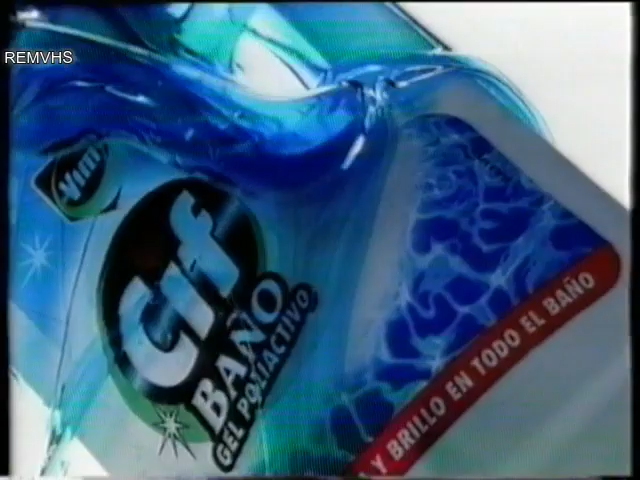 REMVHS
Vim
Cif
BAÑO
GEL POLIACTIVO
Y BRILLO EN TODO EL BAÑO